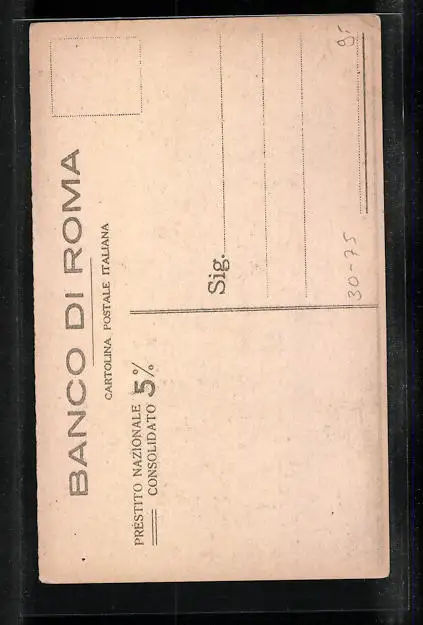 BANCO DI ROMA
CARTOLINA POSTALE ITALIANA
PRESTITO NAZIONALE
CONSOLIDATO 5%
Sig.
30-75